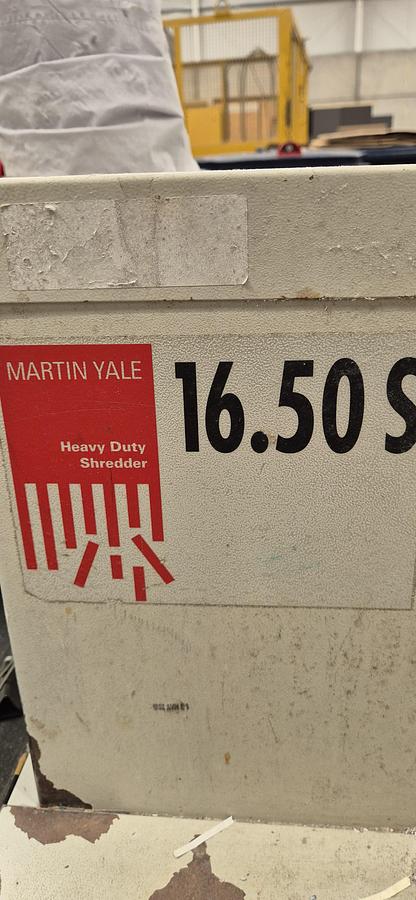 MARTIN YALE
16.50 S
Heavy Duty
Shredder